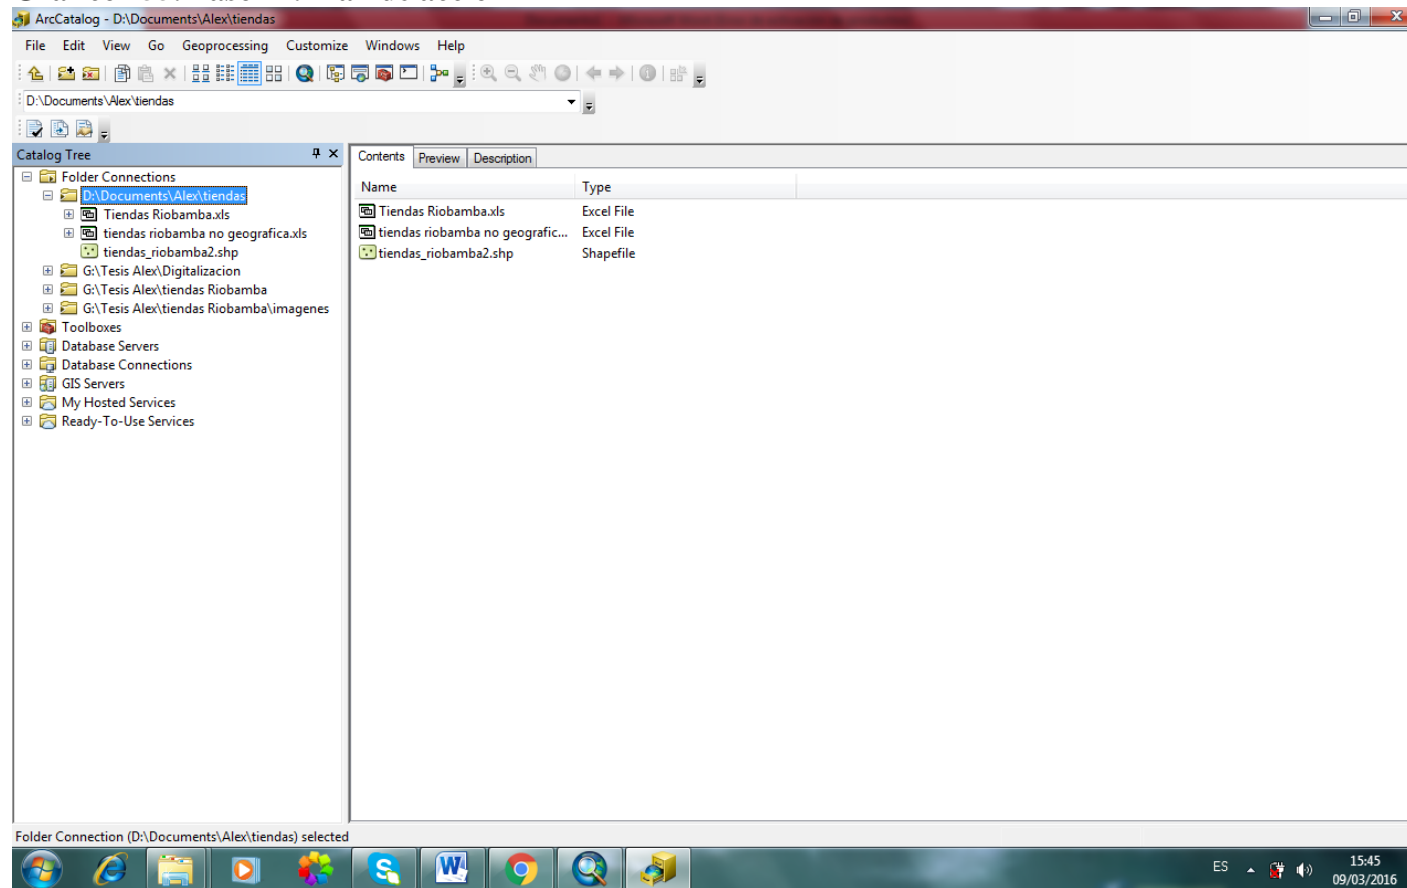 ArcCatalog - D:\Documents\Alex\tiendas
File Edit View Go Geoprocessing Customize Windows Help
D:\Documents\Alex\tiendas
Catalog Tree
Contents Preview Description
Folder Connections
D:\Documents\Alex\tiendas
Tiendas Riobamba.xls
tiendas riobamba no geografica.xls
tiendas_riobamba2.shp
G:\Tesis Alex\Digitalizacion
G:\Tesis Alex\tiendas Riobamba
G:\Tesis Alex\tiendas Riobamba\imagenes
Toolboxes
Database Servers
Database Connections
GIS Servers
My Hosted Services
Ready-To-Use Services
Name Type
Tiendas Riobamba.xls Excel File
tiendas riobamba no geografic... Excel File
tiendas_riobamba2.shp Shapefile
Folder Connection (D:\Documents\Alex\tiendas) selected
ES
15:45
09/03/2016